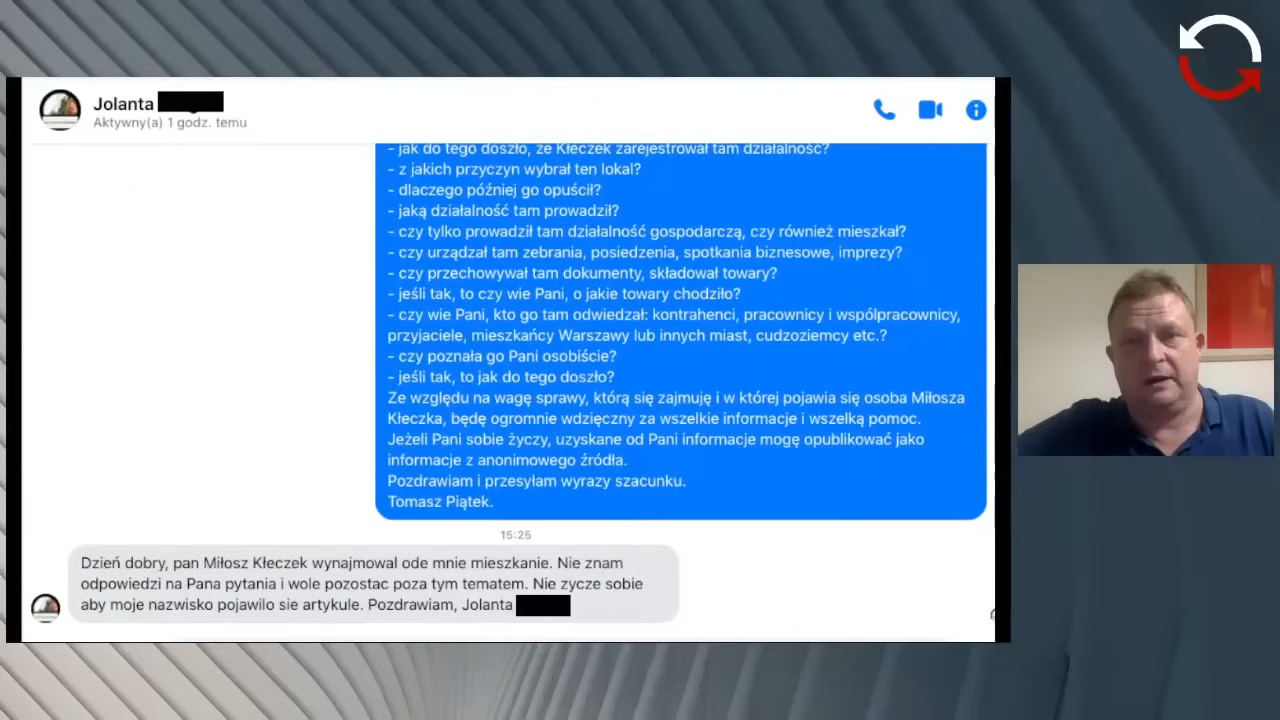 Jolanta
Aktywny(a) 1 godz. temu
- jak do tego doszło, że Kłeczek zarejestrował tam działalność?
- z jakich przyczyn wybrał ten lokal?
- dlaczego później go opuścił?
- jaką działalność tam prowadził?
- czy tylko prowadził tam działalność gospodarczą, czy również mieszkał?
- czy urządzał tam zebrania, posiedzenia, spotkania biznesowe, imprezy?
- czy przechowywał tam dokumenty, składował towary?
- jeśli tak, to czy wie Pani, o jakie towary chodziło?
- czy wie Pani, kto go tam odwiedzał: kontrahenci, pracownicy i współpracownicy,
przyjaciele, mieszkańcy Warszawy lub innych miast, cudzoziemcy etc.?
- czy poznała go Pani osobiście?
- jeśli tak, to jak do tego doszło?
Ze względu na wagę sprawy, którą się zajmuję i w której pojawia się osoba Miłosza
Kłeczka, będę ogromnie wdzięczny za wszelkie informacje i wszelką pomoc.
Jeżeli Pani sobie życzy, uzyskane od Pani informacje mogę opublikować jako
informacje z anonimowego źródła.
Pozdrawiam i przesyłam wyrazy szacunku.
Tomasz Piątek.
15:25
Dzień dobry, pan Miłosz Kłeczek wynajmowal ode mnie mieszkanie. Nie znam
odpowiedzi na Pana pytania i wole pozostac poza tym tematem. Nie zycze sobie
aby moje nazwisko pojawilo sie artykule. Pozdrawiam, Jolanta